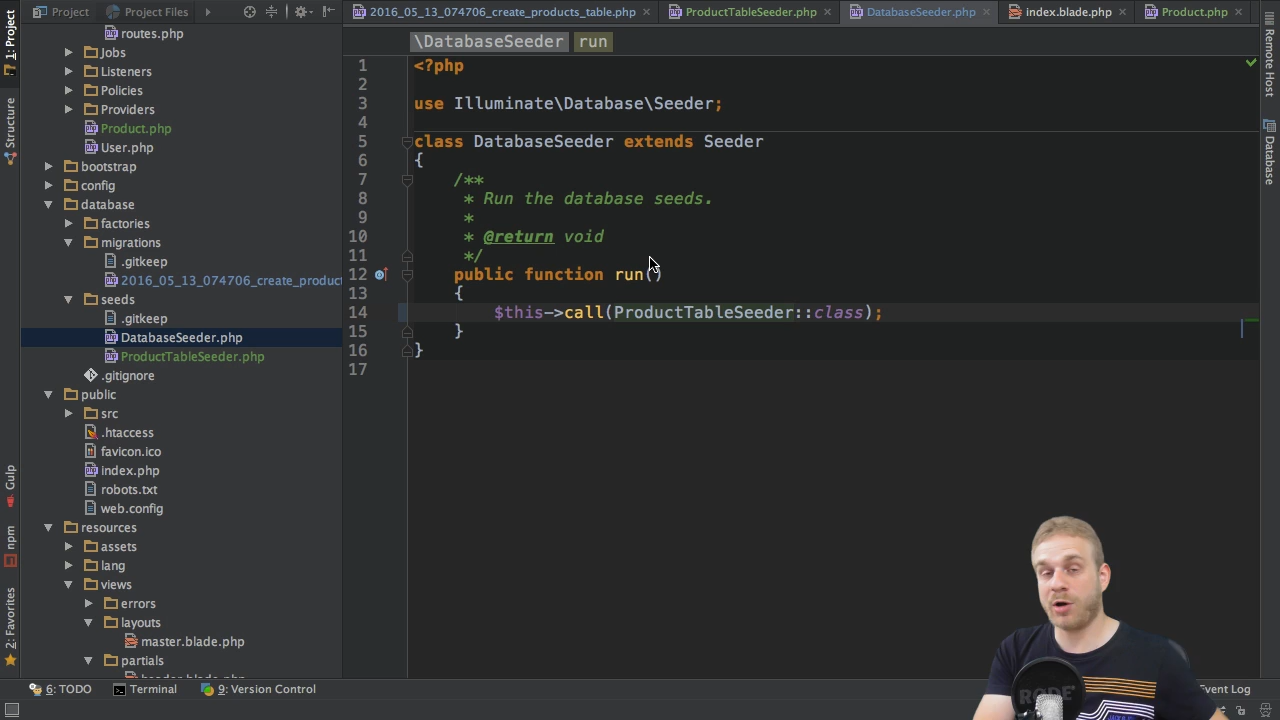 1: Project
Structure
Gulp
npm
2: Favorites
Project
Project Files
routes.php
Jobs
Listeners
Policies
Providers
Product.php
User.php
bootstrap
config
database
factories
migrations
.gitkeep
2016_05_13_074706_create_product
seeds
.gitkeep
DatabaseSeeder.php
ProductTableSeeder.php
.gitignore
public
src
.htaccess
favicon.ico
index.php
robots.txt
web.config
resources
assets
lang
views
errors
layouts
master.blade.php
partials
header.blade.php
2016_05_13_074706_create_products_table.php
ProductTableSeeder.php
DatabaseSeeder.php
index.blade.php
Product.php
\DatabaseSeeder run
1 <?php
2
3 use Illuminate\Database\Seeder;
4
5 class DatabaseSeeder extends Seeder
6 {
7 /**
8 * Run the database seeds.
9 *
10 * @return void
11 */
12 public function run()
13 {
14 $this->call(ProductTableSeeder::class);
15 }
16 }
17
Remote Host
Database
RODE
6: TODO
Terminal
9: Version Control
Event Log